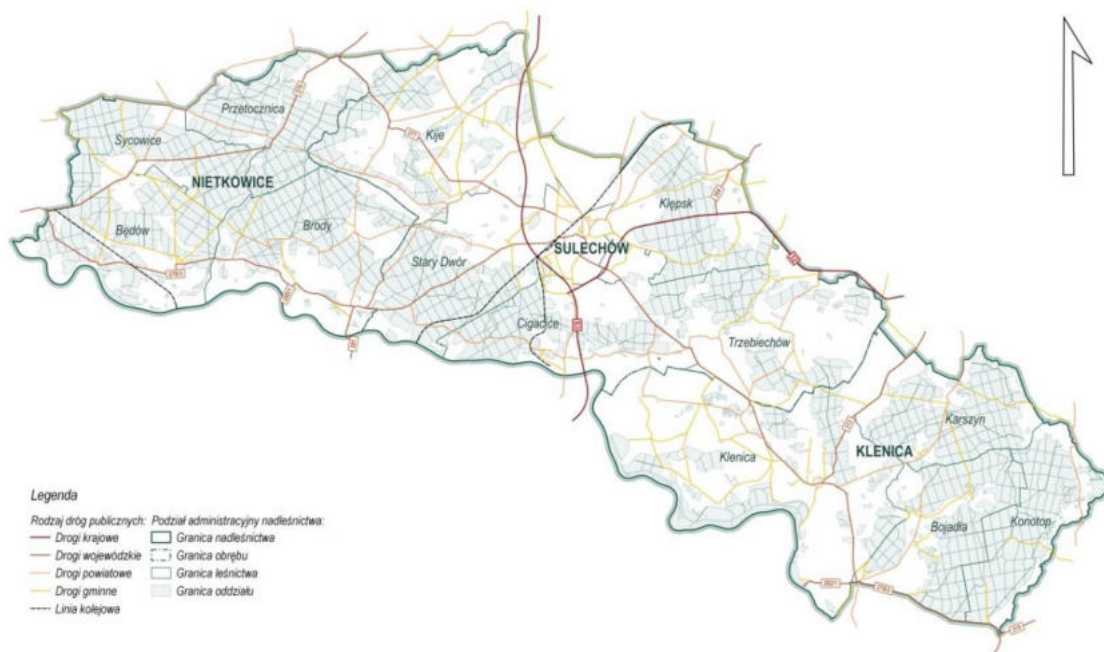 Przetocznica
Sycowice
Kije
NIETKOWICE
Klępsk
Będów
Brody
SULECHÓW
Stary Dwór
Cigacice
Trzebiechów
Karszyn
KLENICA
Klenica
Bojadła
Konotop
Legenda
Rodzaj dróg publicznych: Podział administracyjny nadleśnictwa:
Drogi krajowe Granica nadleśnictwa
Drogi wojewódzkie Granica obrębu
Drogi powiatowe Granica leśnictwa
Drogi gminne Granica oddziału
Linia kolejowa